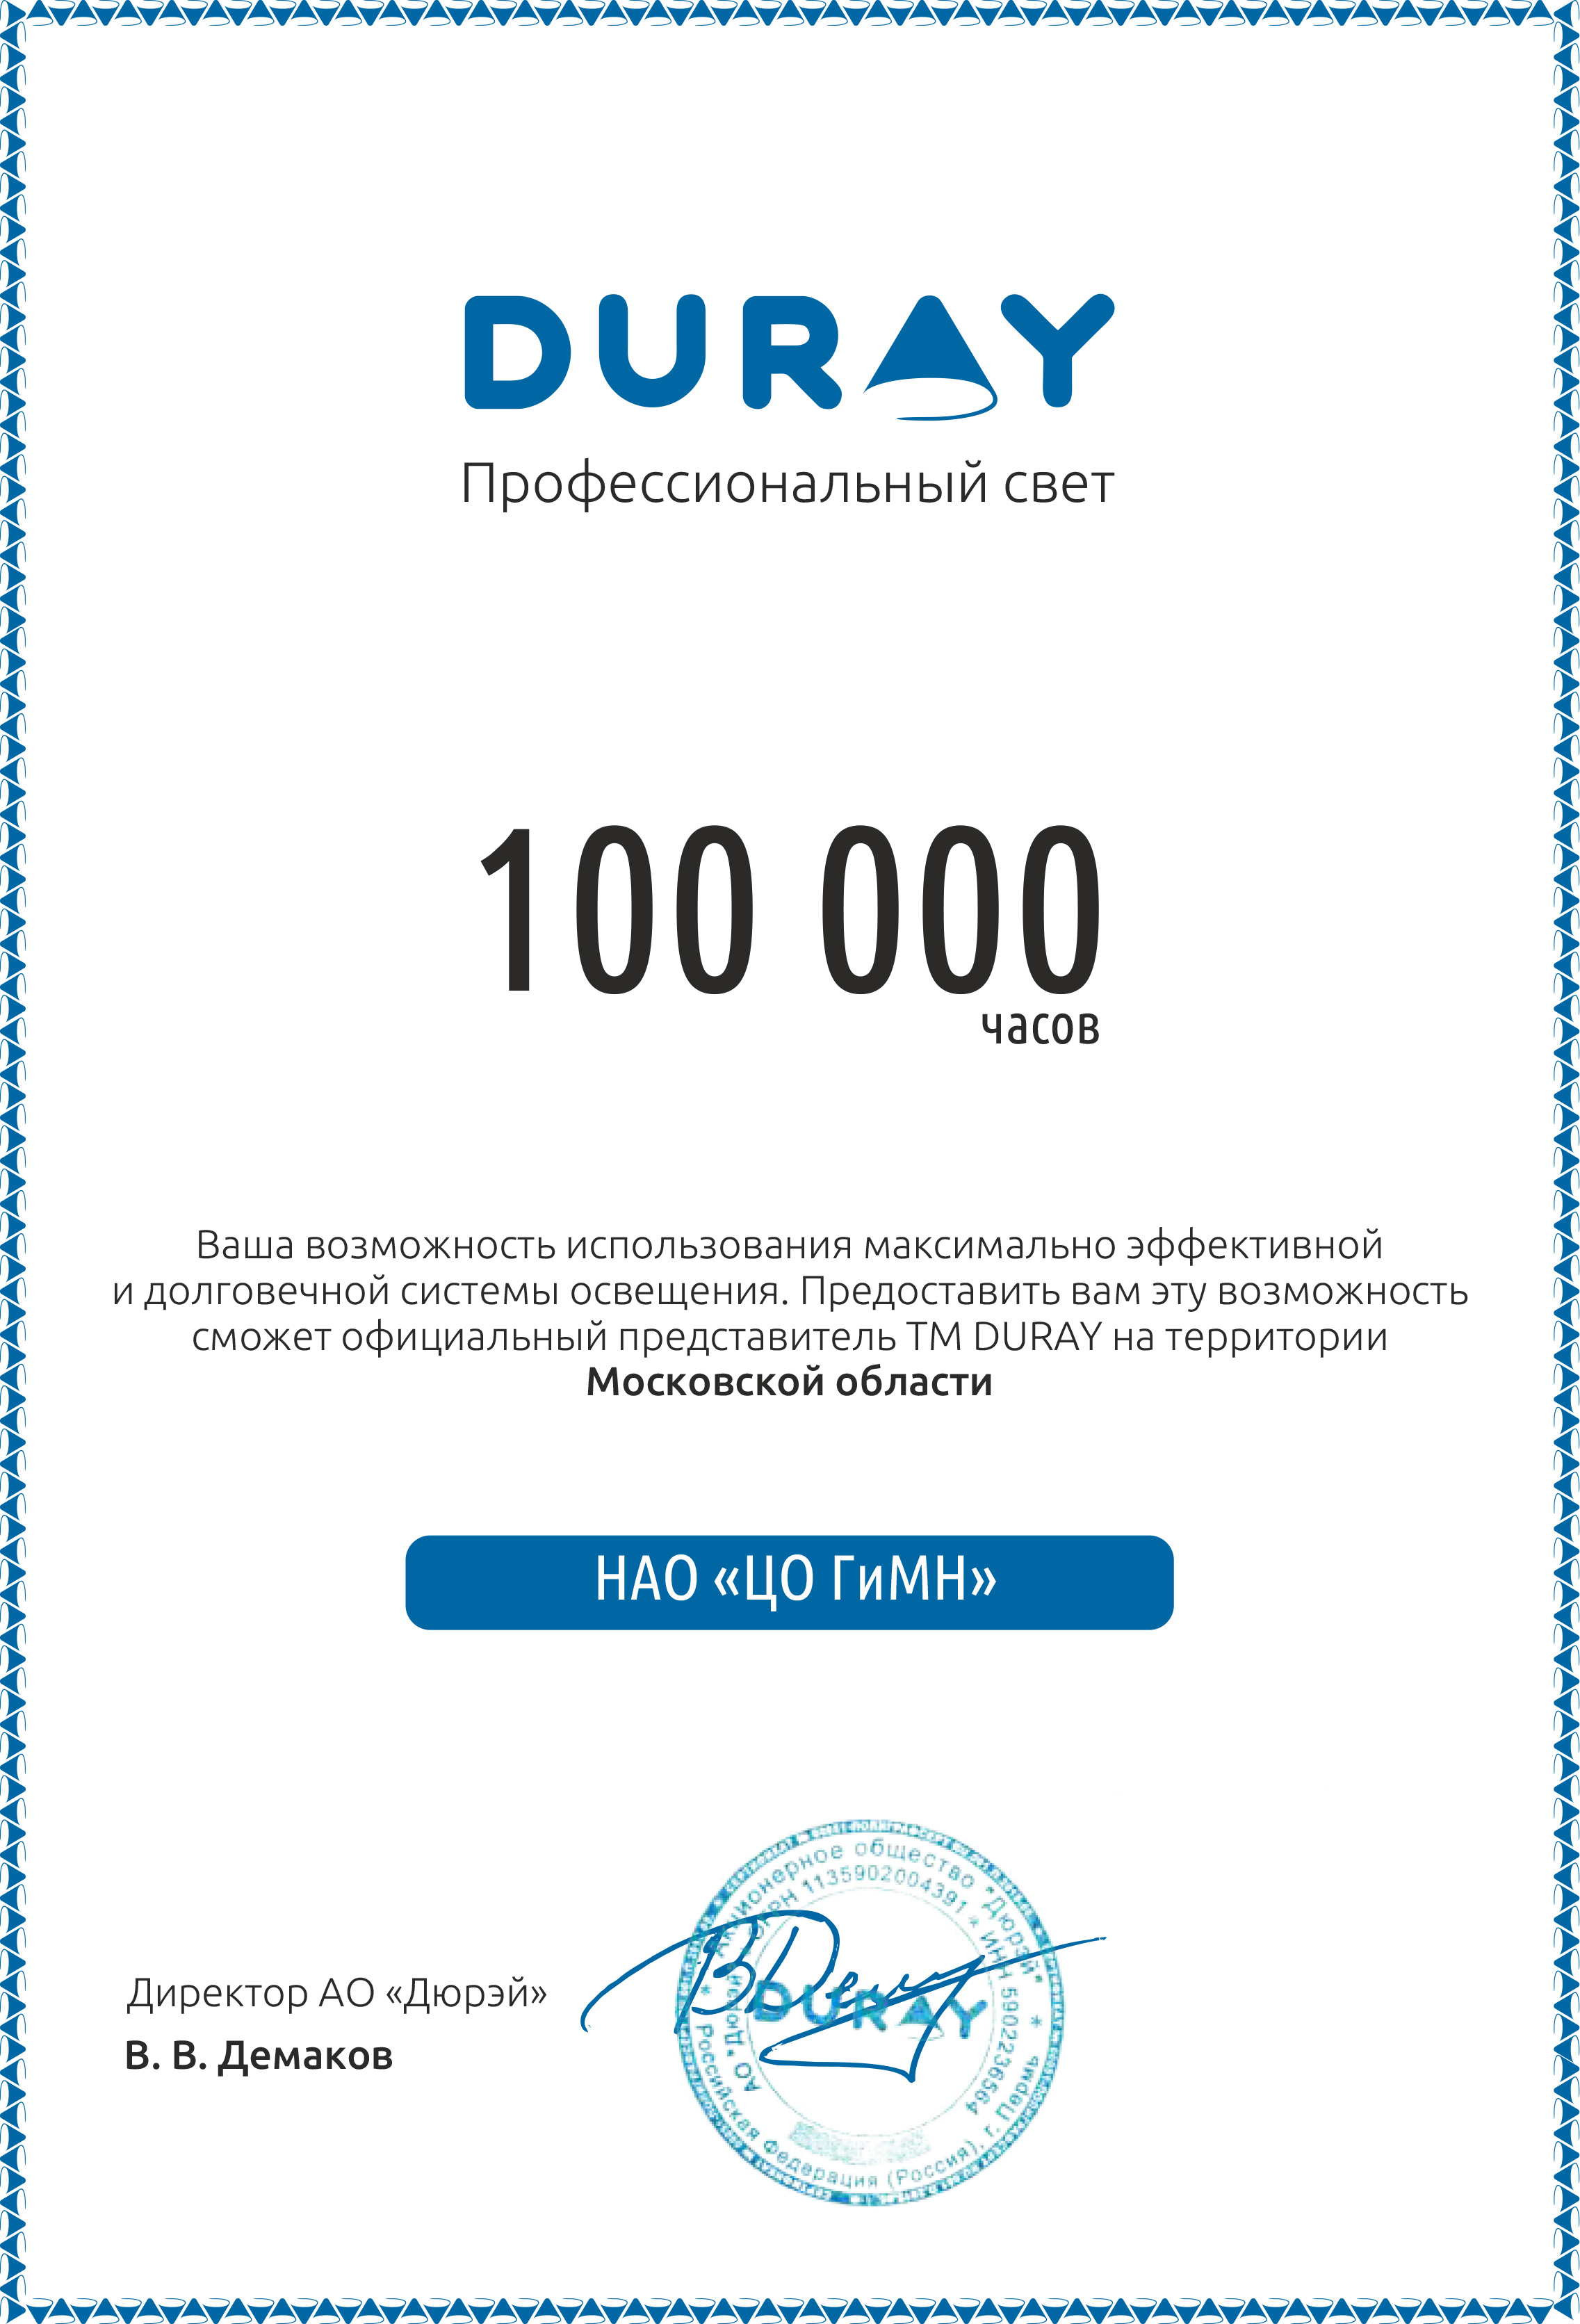 DURAY
Профессиональный свет
100 000
часов
Ваша возможность использования максимально эффективной
и долговечной системы освещения. Предоставить вам эту возможность
сможет официальный представитель ТМ DURAY на территории
Московской области
НАО «ЦО ГиМН»
Директор АО «Дюрэй»
В. В. Демаков
* Акционерное общество "Дюрэй" *
Российская Федерация (Россия), г. Пермь
АО "Дюрэй" * ОГРН 1135902004391 * ИНН 5902236564
DURAY